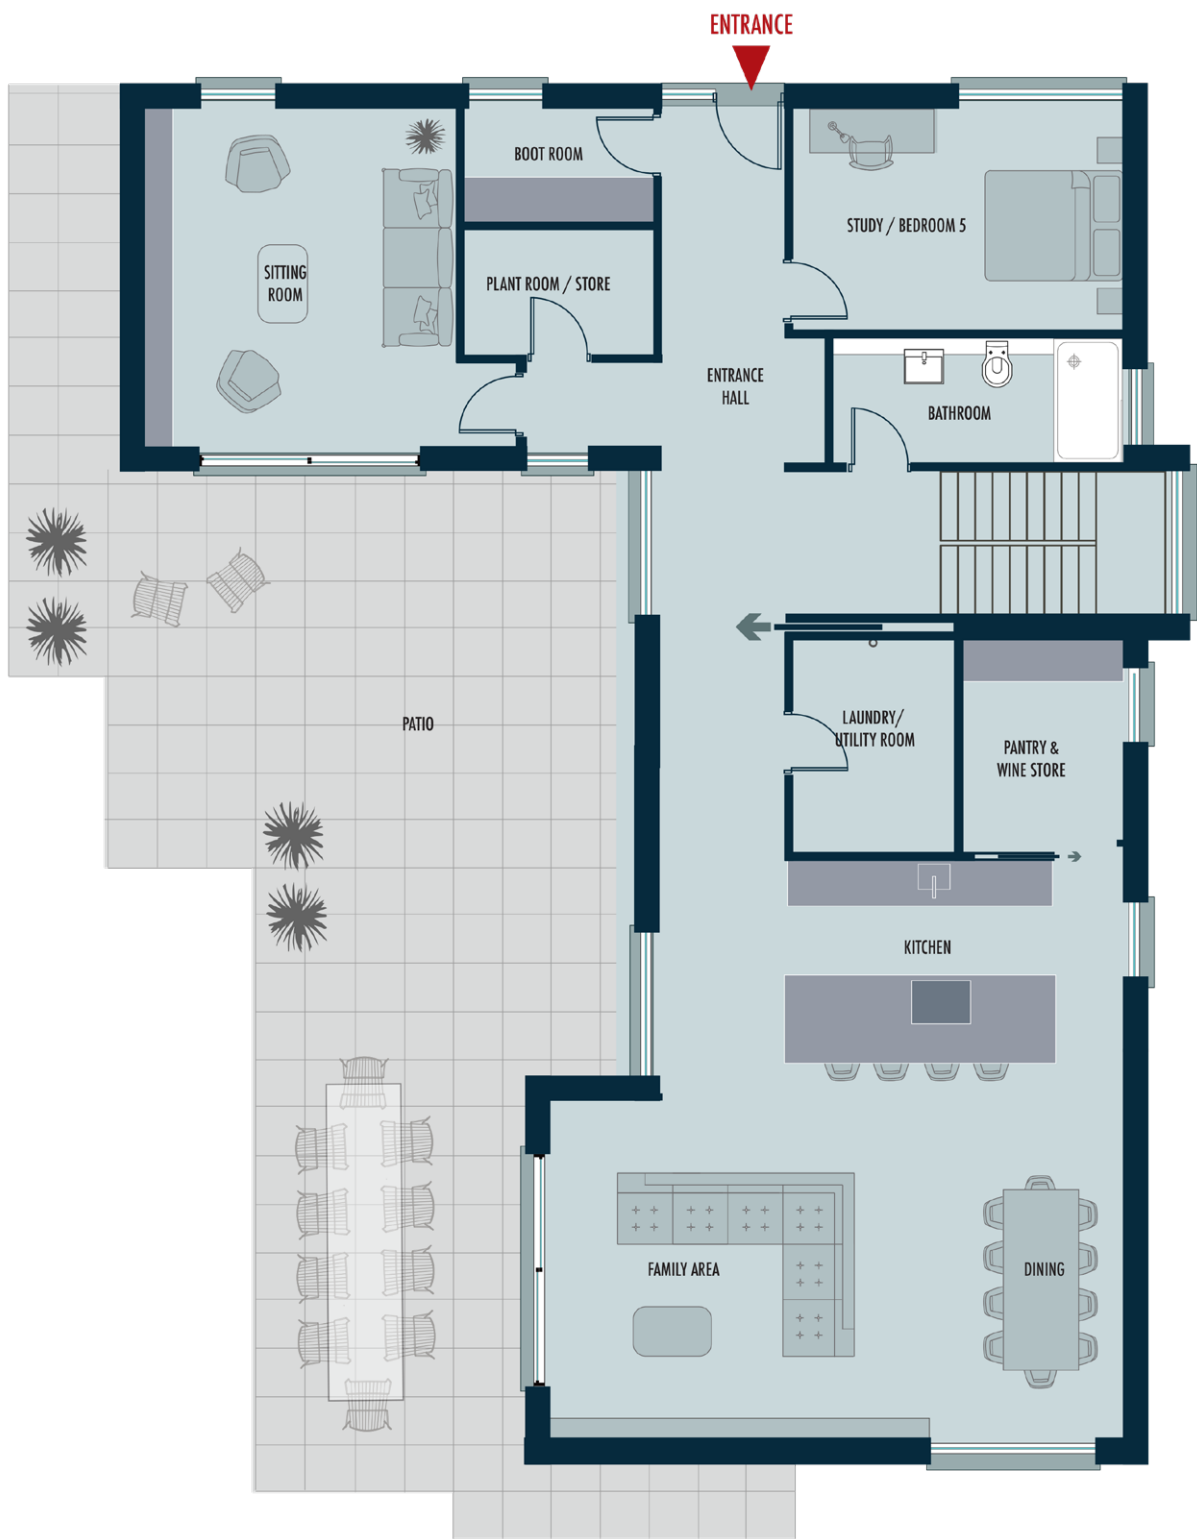 ENTRANCE
BOOT ROOM
STUDY / BEDROOM 5
SITTING
ROOM
PLANT ROOM / STORE
ENTRANCE
HALL
BATHROOM
PATIO
LAUNDRY/
UTILITY ROOM
PANTRY &
WINE STORE
KITCHEN
FAMILY AREA
DINING